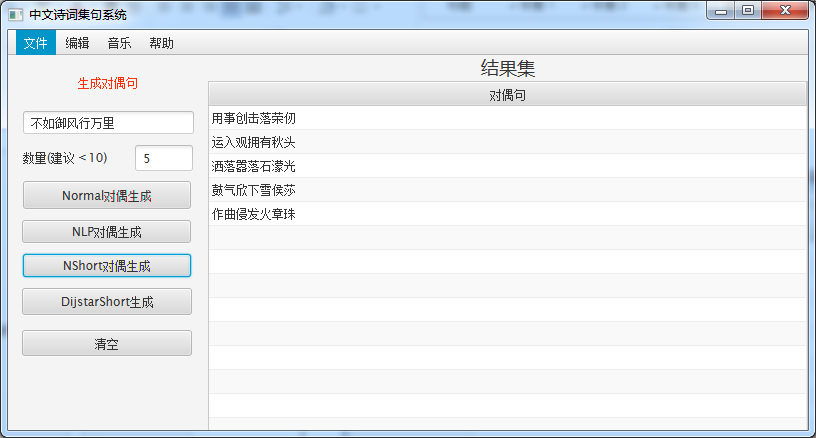 中文诗词集句系统
文件 编辑 音乐 帮助
生成对偶句
不如御风行万里
数量(建议 <10) 5
Normal对偶生成
NLP对偶生成
NShort对偶生成
DijstarShort生成
清空
结果集
对偶句
用事创击落荣仞
运入观拥有秋头
洒落嚣落石濛光
鼓气欣下雪侯莎
作曲侵发火章珠